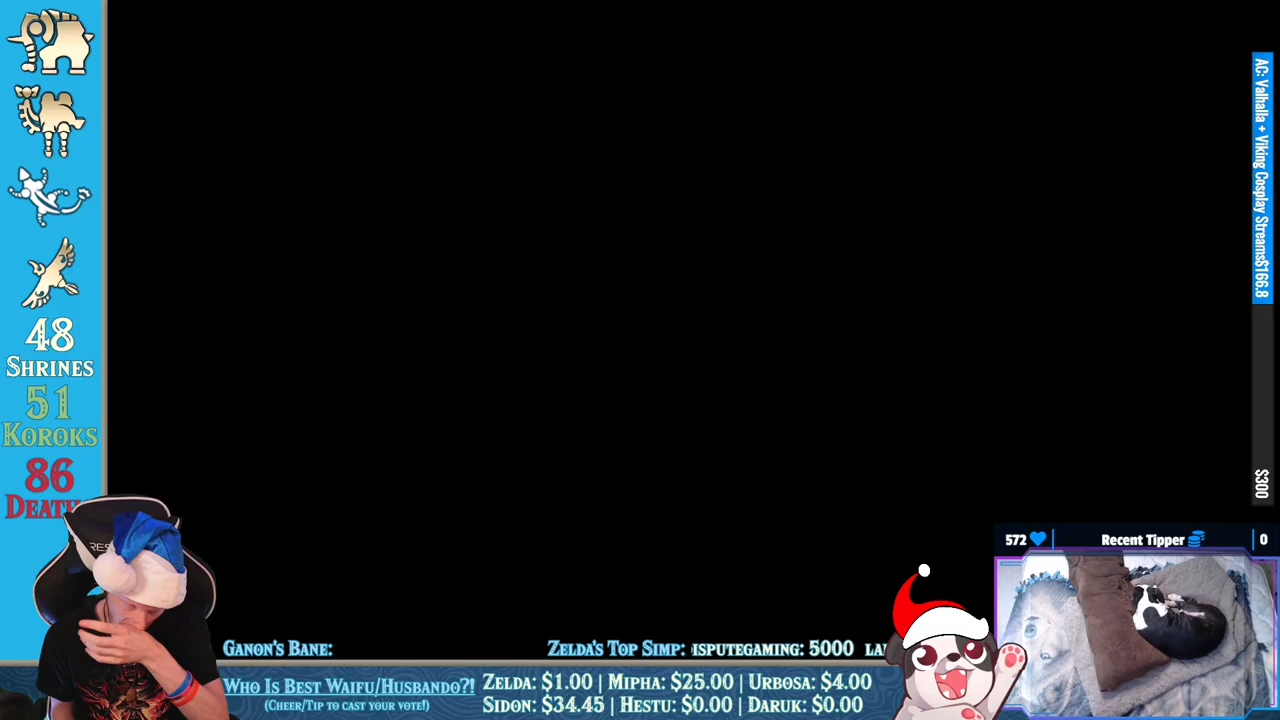 48
SHRINES
51
KOROKS
86
AC: Valhalla + Viking Cosplay Streams$166.8
$300
572
Recent Tipper
0
GANON'S BANE:
ZELDA'S TOP SIMP: ISPUTEGAMING: 5000
WHO IS BEST WAIFU/HUSBANDO?!
(CHEER/TIP TO CAST YOUR VOTE!)
ZELDA: $1.00 | MIPHA: $25.00 | URBOSA: $4.00
SIDON: $34.45 | HESTU: $0.00 | DARUK: $0.00